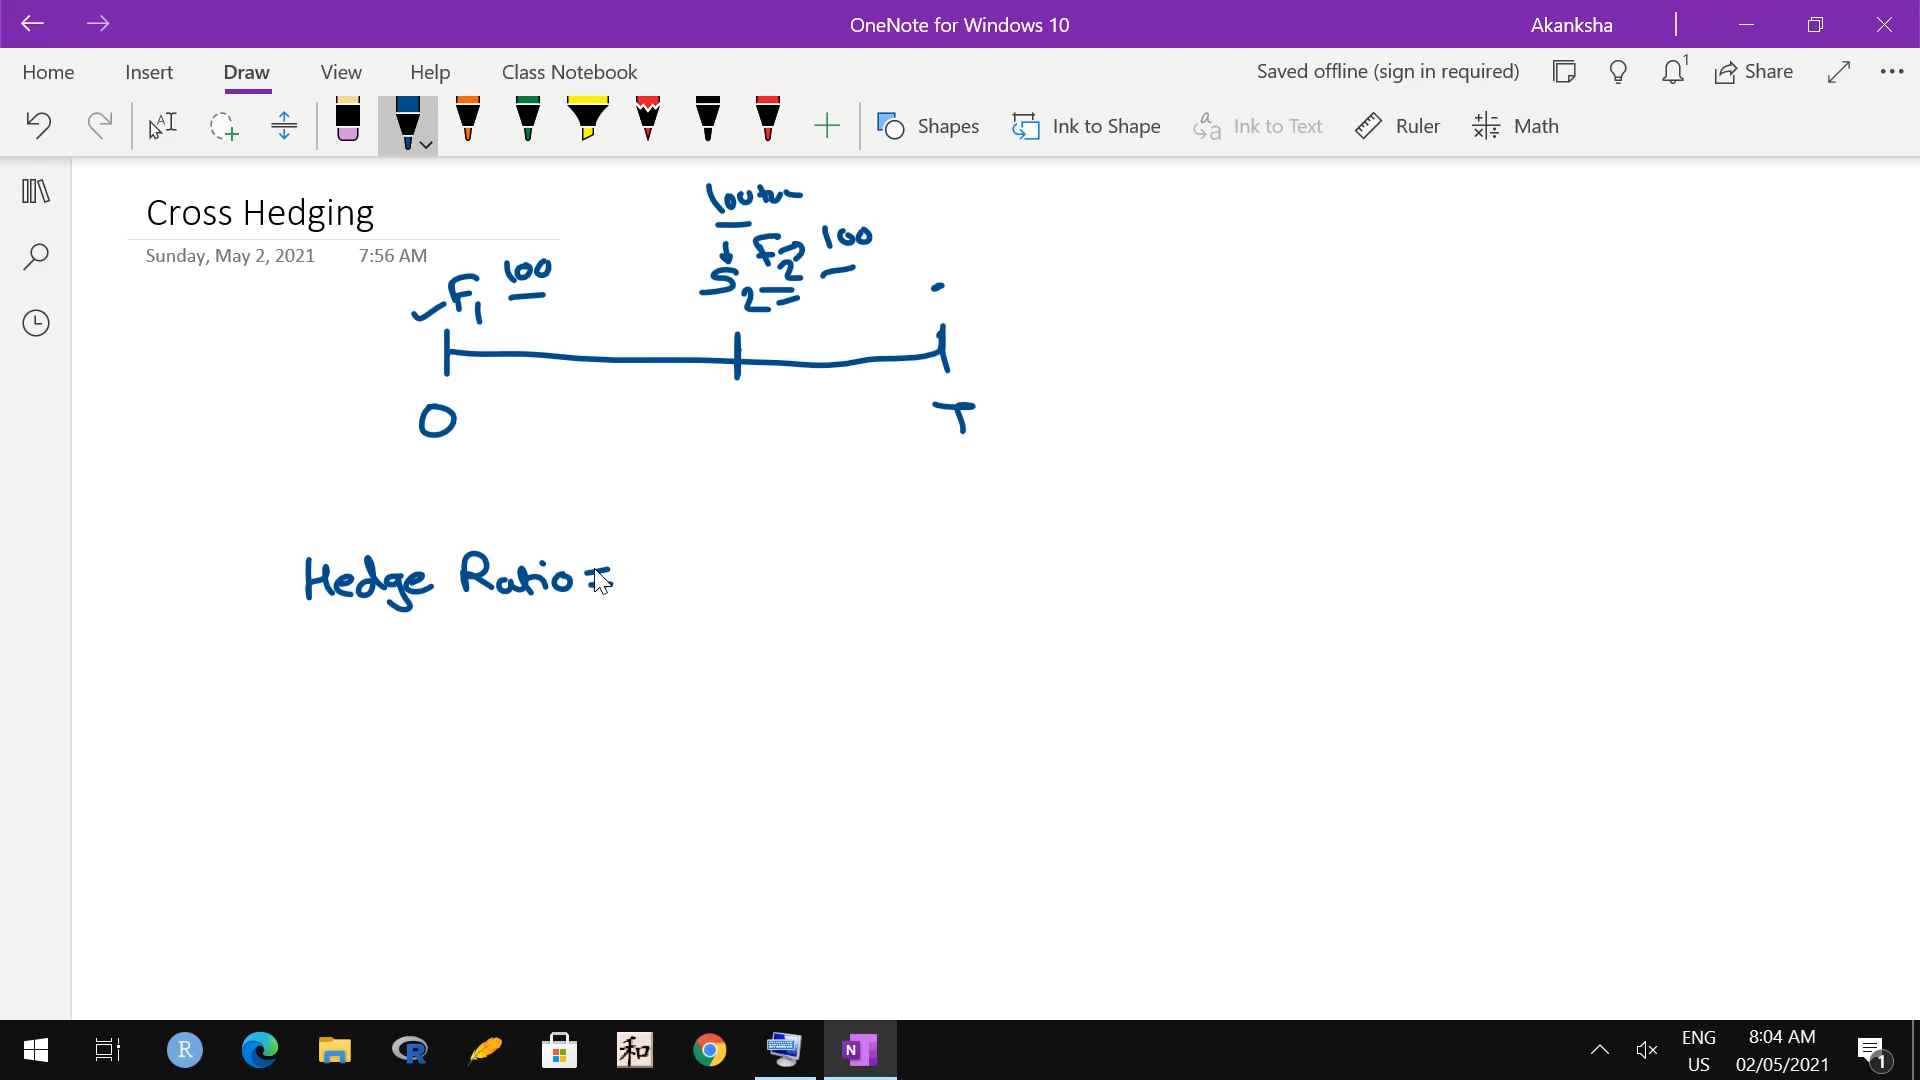 OneNote for Windows 10
Akanksha
Home Insert Draw View Help Class Notebook
Saved offline (sign in required)
1
Share
Shapes
Ink to Shape
Ink to Text
Ruler
Math
Cross Hedging
Sunday, May 2, 2021 7:56 AM
F1 100
S2 F2 100
0
T
Hedge Ratio =
ENG
US
8:04 AM
02/05/2021
1